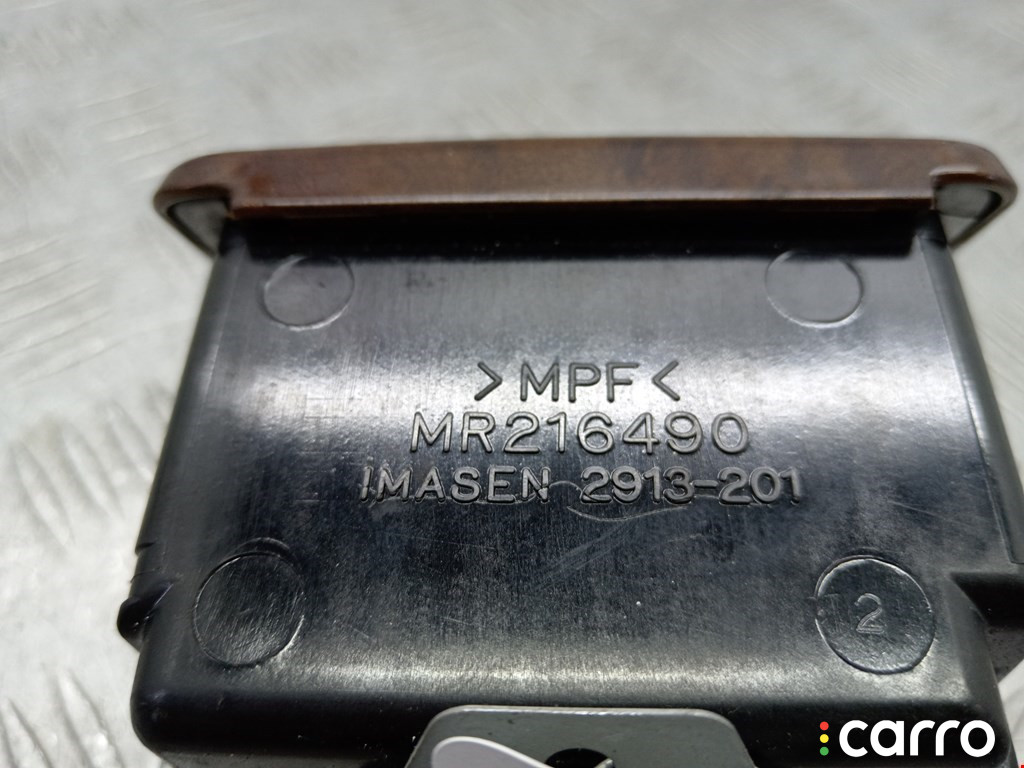 >MPF<
MR216490
IMASEN 2913-201
2
carro